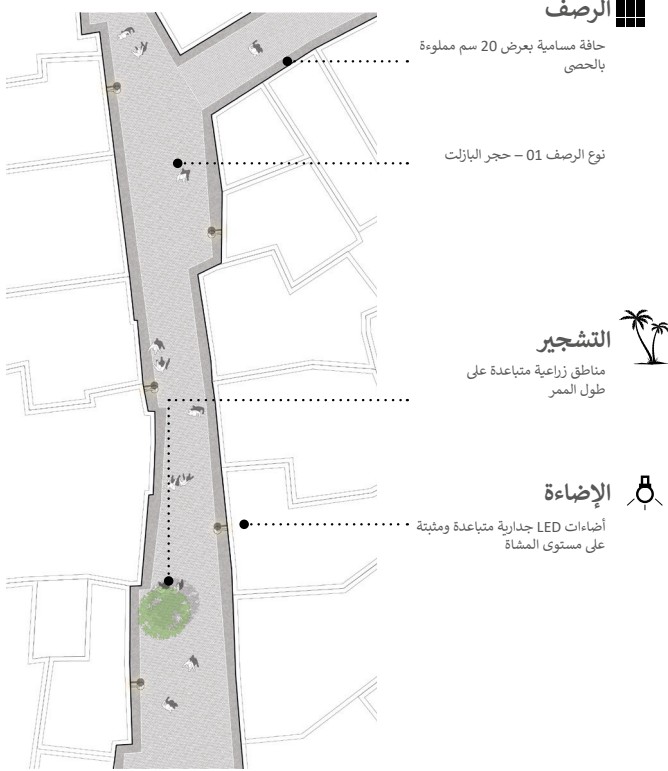 الرصف
حافة مسامية بعرض 20 سم مملوءة
بالحصى
نوع الرصف 01 – حجر البازلت
التشجير
مناطق زراعية متباعدة على
طول الممر
الإضاءة
أضاءات LED جدارية متباعدة ومثبتة
على مستوى المشاة